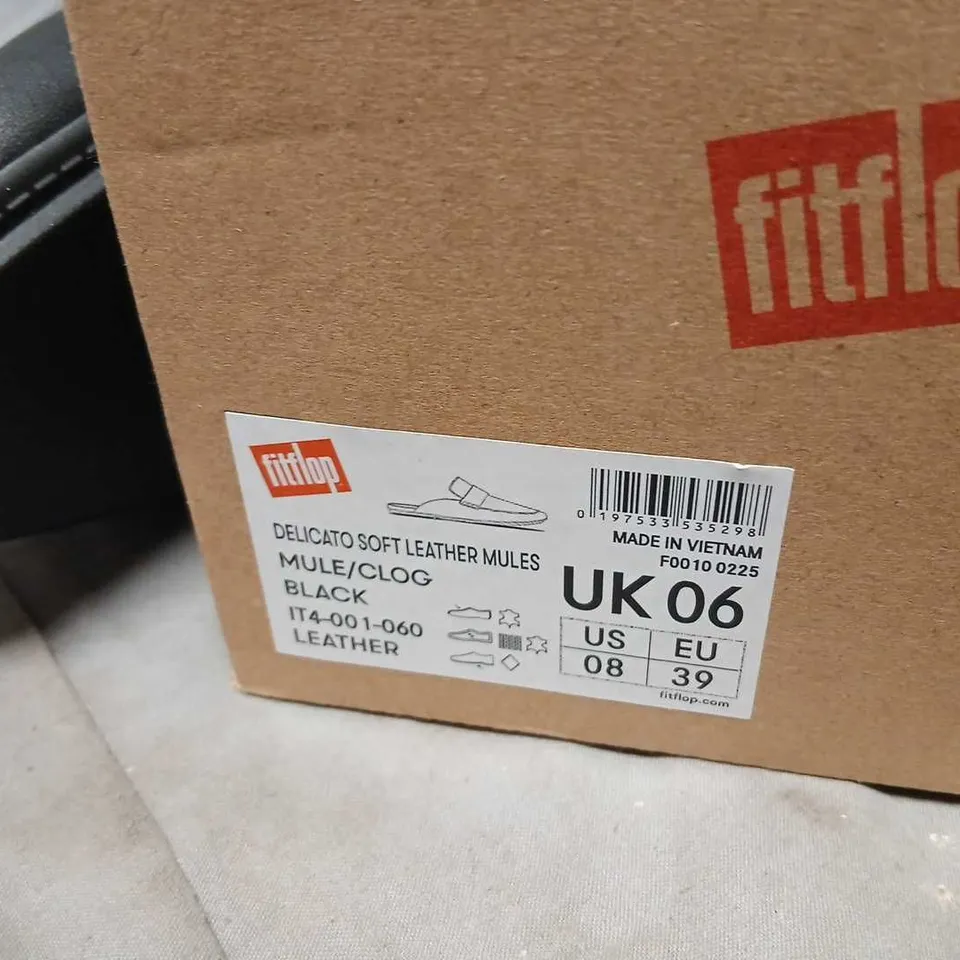 fitflo
fitflop
DELICATO SOFT LEATHER MULES
MULE/CLOG
BLACK
IT4-001-060
LEATHER
0 197533 535298
MADE IN VIETNAM
F0010 0225
UK 06
US EU
08 39
fitflop.com